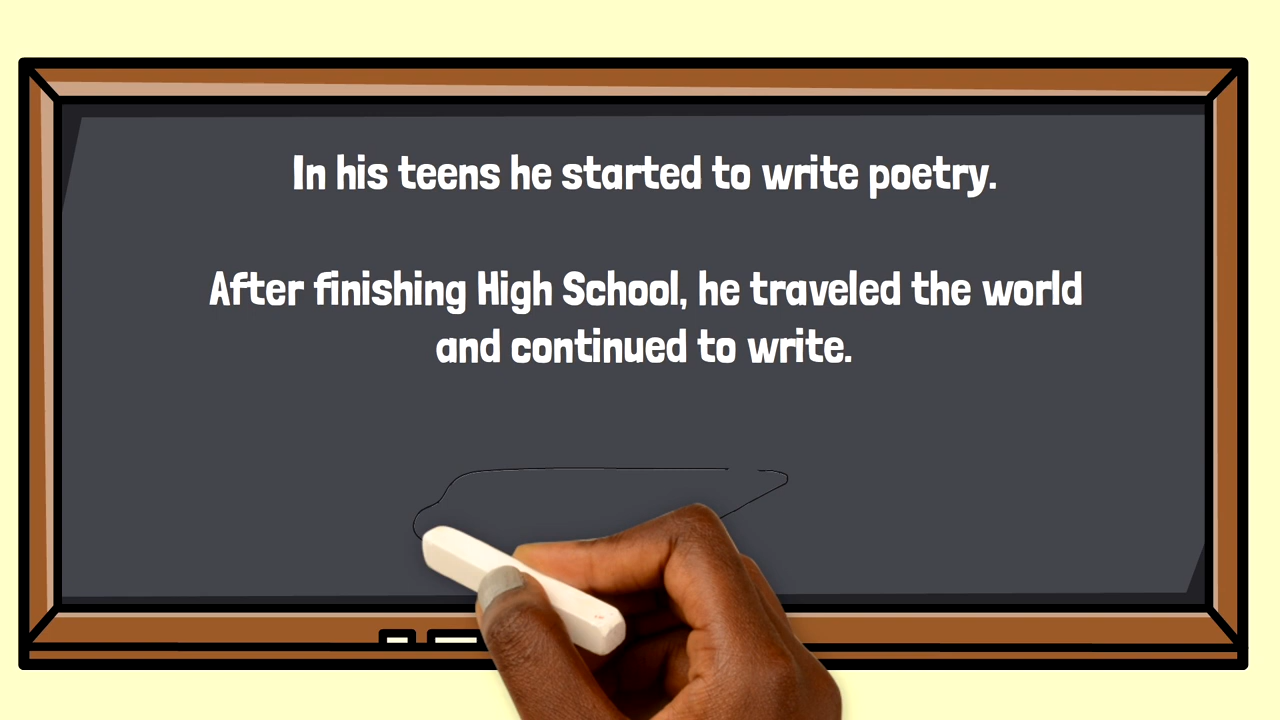 In his teens he started to write poetry.
After finishing High School, he traveled the world
and continued to write.